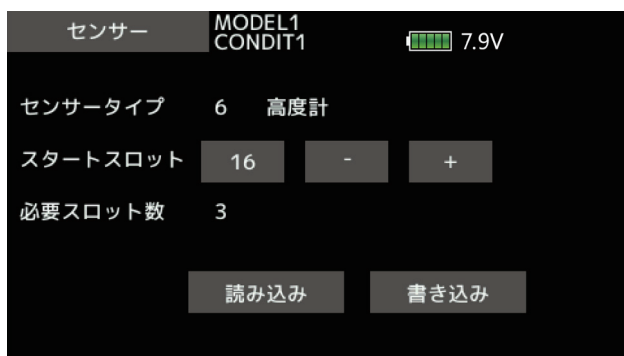 センサー
MODEL1
CONDIT1
7.9V
センサータイプ 6 高度計
スタートスロット 16 - +
必要スロット数 3
読み込み 書き込み